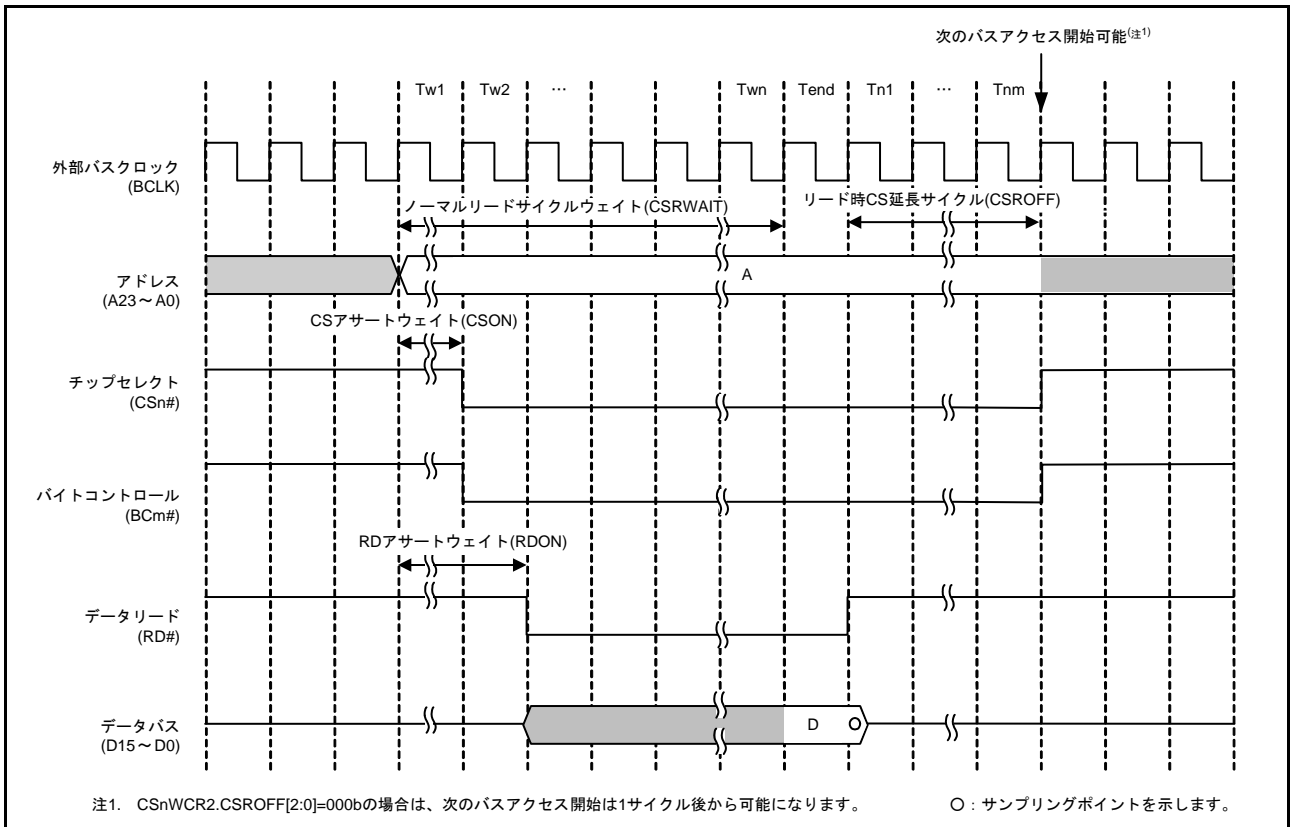 次のバスアクセス開始可能(注1)
Tw1 Tw2 … Twn Tend Tn1 … Tnm
外部バスクロック
(BCLK)
ノーマルリードサイクルウェイト(CSRWAIT)
リード時CS延長サイクル(CSROFF)
アドレス
(A23～A0)
A
CSアサートウェイト(CSON)
チップセレクト
(CSn#)
バイトコントロール
(BCm#)
RDアサートウェイト(RDON)
データリード
(RD#)
データバス
(D15～D0)
D
注1. CSnWCR2.CSROFF[2:0]=000bの場合は、次のバスアクセス開始は1サイクル後から可能になります。
○：サンプリングポイントを示します。